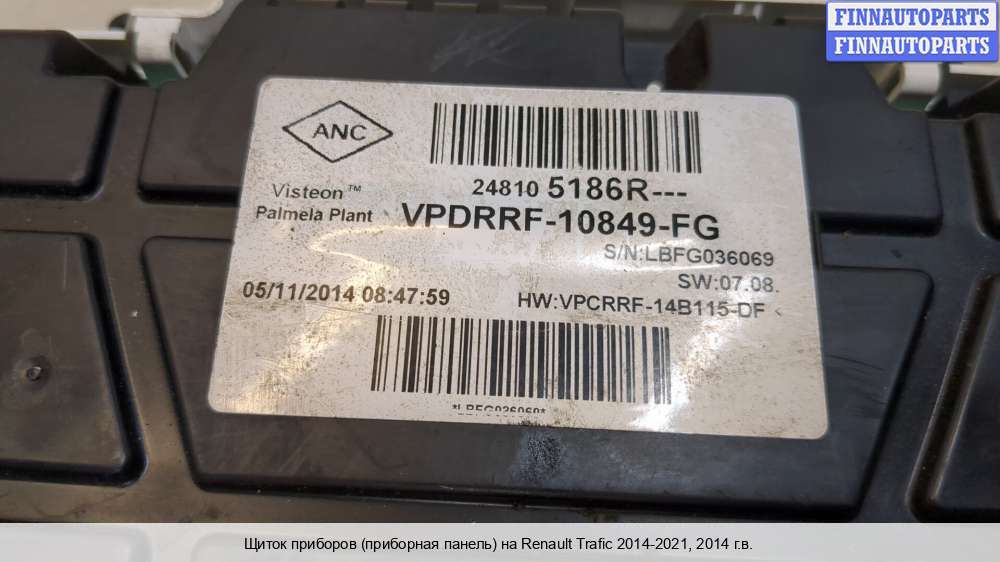 FINNAUTOPARTS
FINNAUTOPARTS
ANC
24810 5186R---
Visteon™
Palmela Plant
VPDRRF-10849-FG
S/N:LBFG036069
SW:07.08.
05/11/2014 08:47:59
HW:VPCRRF-14B115-DF
*LBFG036069*
Щиток приборов (приборная панель) на Renault Trafic 2014-2021, 2014 г.в.